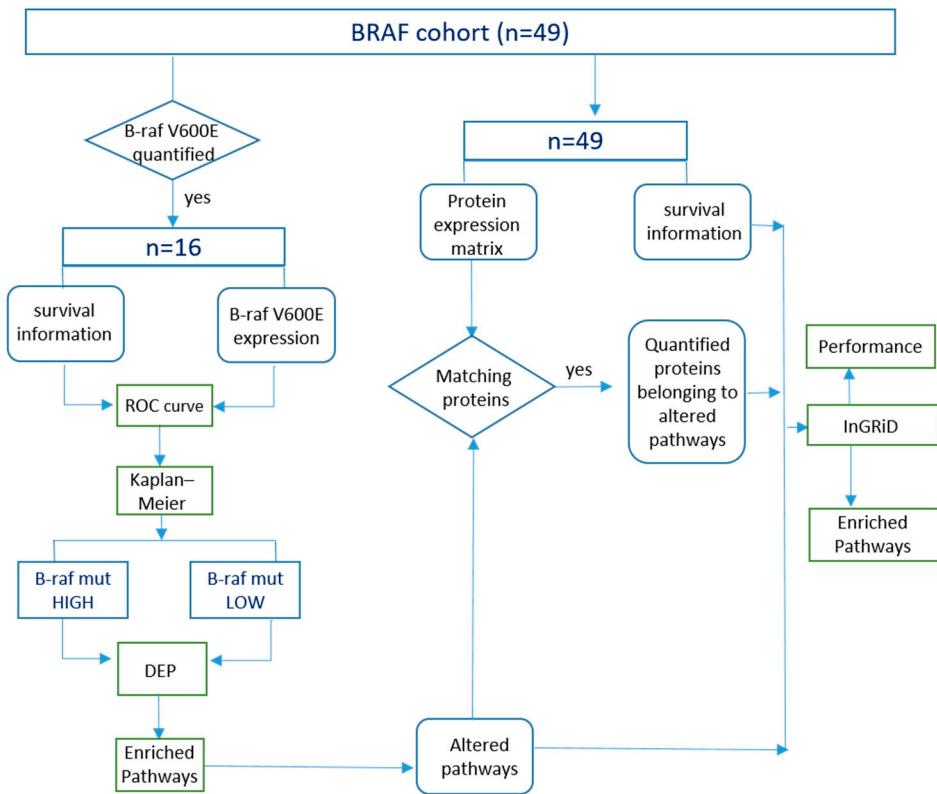 BRAF cohort (n=49)
B-raf V600E
quantified
yes
n=16
survival
information
B-raf V600E
expression
ROC curve
Kaplan–
Meier
B-raf mut
HIGH
B-raf mut
LOW
DEP
Enriched
Pathways
n=49
Protein
expression
matrix
survival
information
Matching
proteins
yes
Quantified
proteins
belonging to
altered
pathways
Altered
pathways
Performance
InGRiD
Enriched
Pathways